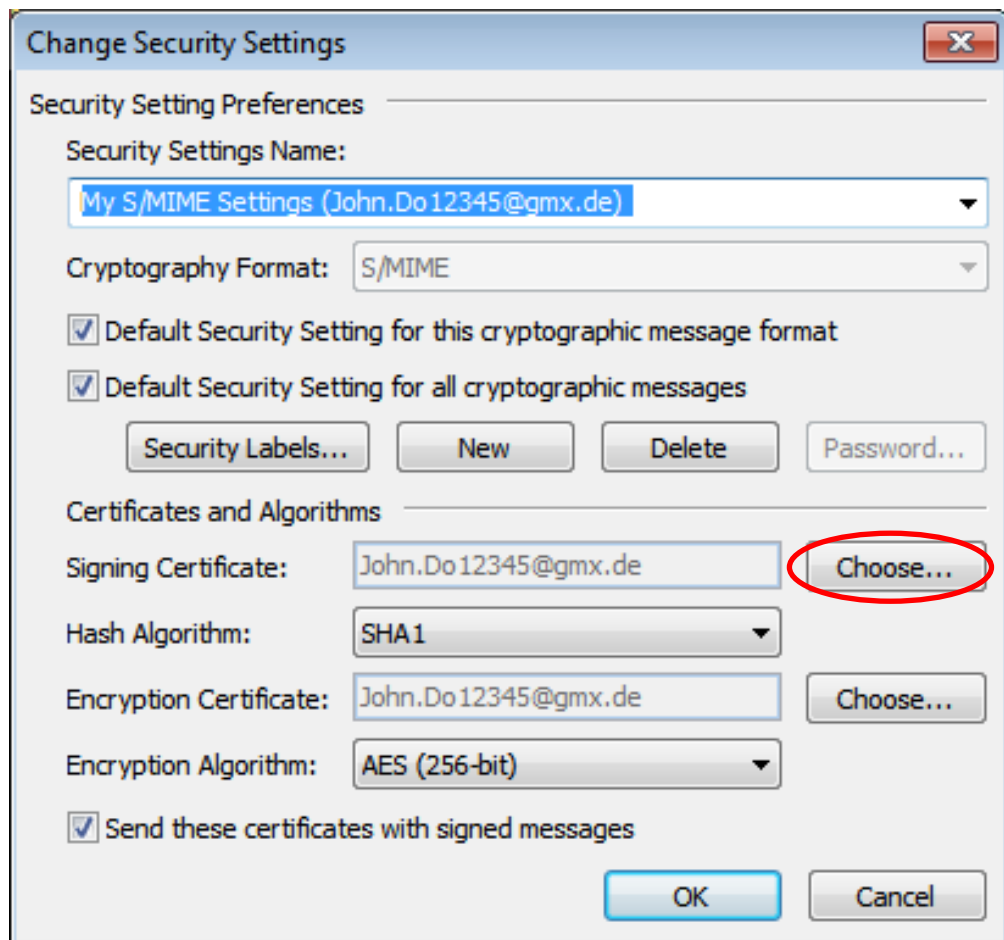 Change Security Settings
Security Setting Preferences
Security Settings Name:
My S/MIME Settings (John.Do12345@gmx.de)
Cryptography Format: S/MIME
Default Security Setting for this cryptographic message format
Default Security Setting for all cryptographic messages
Security Labels... New Delete Password...
Certificates and Algorithms
Signing Certificate: John.Do12345@gmx.de Choose...
Hash Algorithm: SHA1
Encryption Certificate: John.Do12345@gmx.de Choose...
Encryption Algorithm: AES (256-bit)
Send these certificates with signed messages
OK Cancel